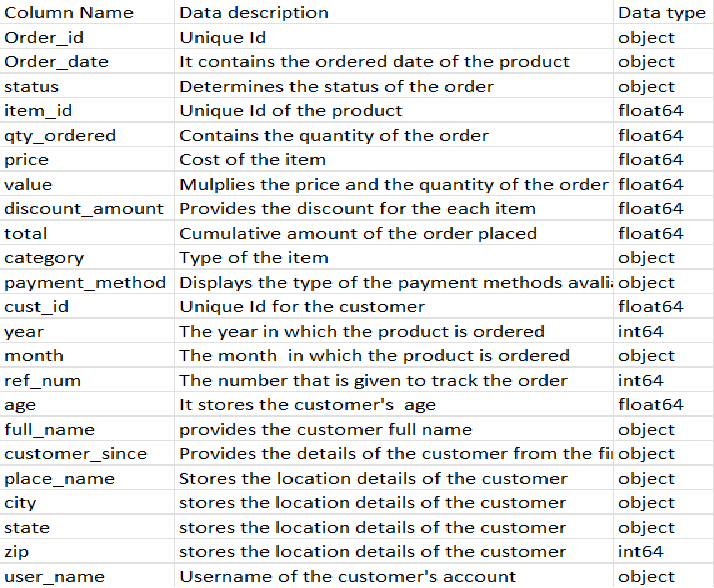 Column Name Data description Data type
Order_id Unique Id object
Order_date It contains the ordered date of the product object
status Determines the status of the order object
item_id Unique Id of the product float64
qty_ordered Contains the quantity of the order float64
price Cost of the item float64
value Mulplies the price and the quantity of the order float64
discount_amount Provides the discount for the each item float64
total Cumulative amount of the order placed float64
category Type of the item object
payment_method Displays the type of the payment methods avali object
cust_id Unique Id for the customer float64
year The year in which the product is ordered int64
month The month in which the product is ordered object
ref_num The number that is given to track the order int64
age It stores the customer's age float64
full_name provides the customer full name object
customer_since Provides the details of the customer from the fi object
place_name Stores the location details of the customer object
city stores the location details of the customer object
state stores the location details of the customer object
zip stores the location details of the customer int64
user_name Username of the customer's account object